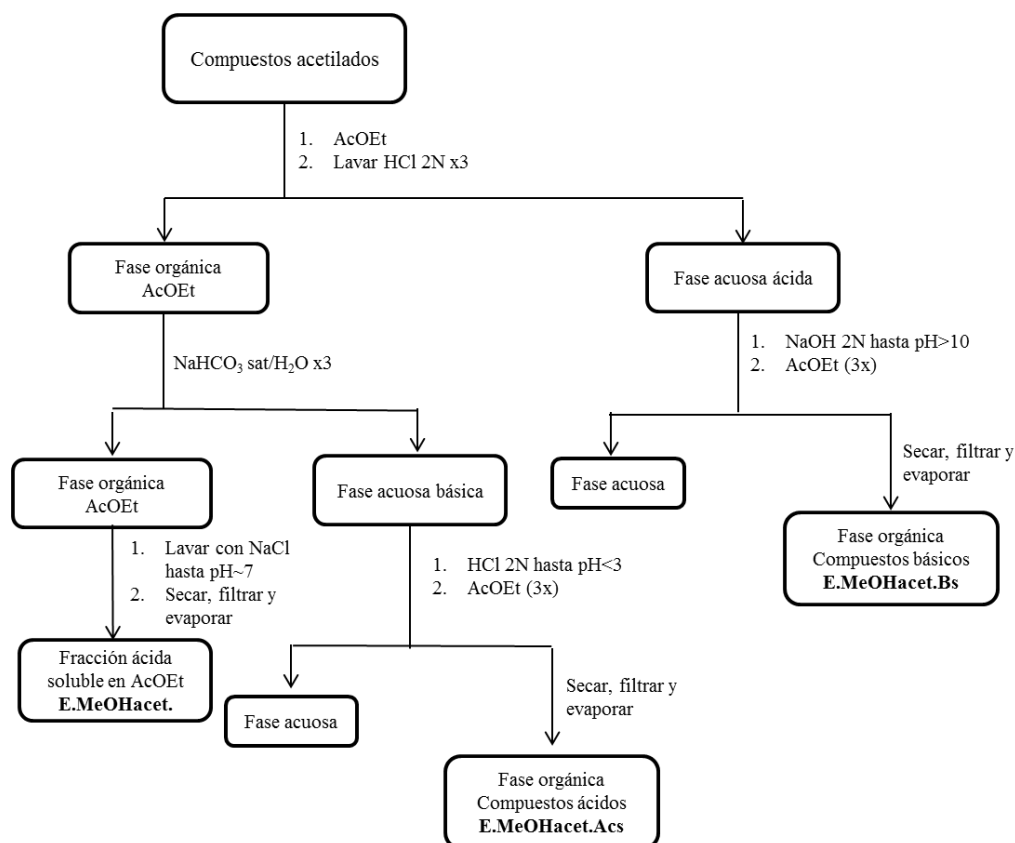 Compuestos acetilados
1. AcOEt
2. Lavar HCl 2N x3
Fase orgánica
AcOEt
Fase acuosa ácida
NaHCO3 sat/H2O x3
1. NaOH 2N hasta pH>10
2. AcOEt (3x)
Fase orgánica
AcOEt
Fase acuosa básica
Fase acuosa
Secar, filtrar y
evaporar
1. Lavar con NaCl
hasta pH~7
2. Secar, filtrar y
evaporar
1. HCl 2N hasta pH<3
2. AcOEt (3x)
Fase orgánica
Compuestos básicos
E.MeOHacet.Bs
Fracción ácida
soluble en AcOEt
E.MeOHacet.
Fase acuosa
Secar, filtrar y
evaporar
Fase orgánica
Compuestos ácidos
E.MeOHacet.Acs